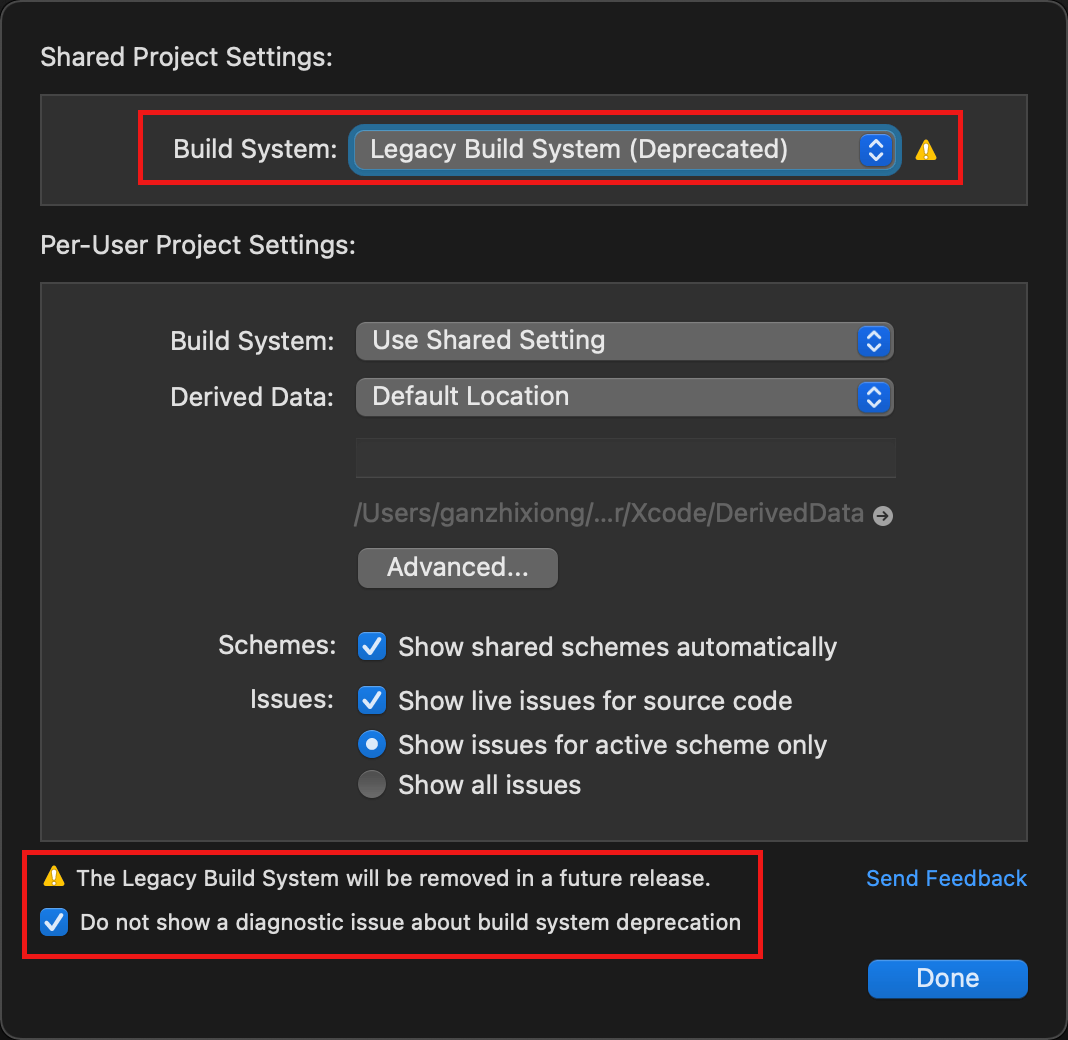 Shared Project Settings:
Build System: Legacy Build System (Deprecated)
Per-User Project Settings:
Build System: Use Shared Setting
Derived Data: Default Location
/Users/ganzhixiong/...r/Xcode/DerivedData
Advanced...
Schemes: Show shared schemes automatically
Issues: Show live issues for source code
Show issues for active scheme only
Show all issues
The Legacy Build System will be removed in a future release. Send Feedback
Do not show a diagnostic issue about build system deprecation
Done